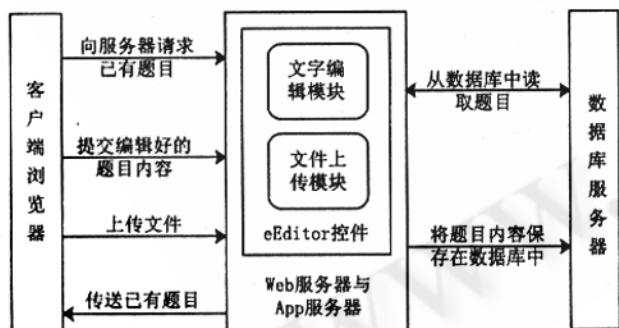 客户端浏览器
向服务器请求
已有题目
提交编辑好的
题目内容
上传文件
传送已有题目
文字编
辑模块
文件上
传模块
eEditor控件
Web服务器与
App服务器
从数据库中读
取题目
将题目内容保
存在数据库中
数据库服务器
WWW.